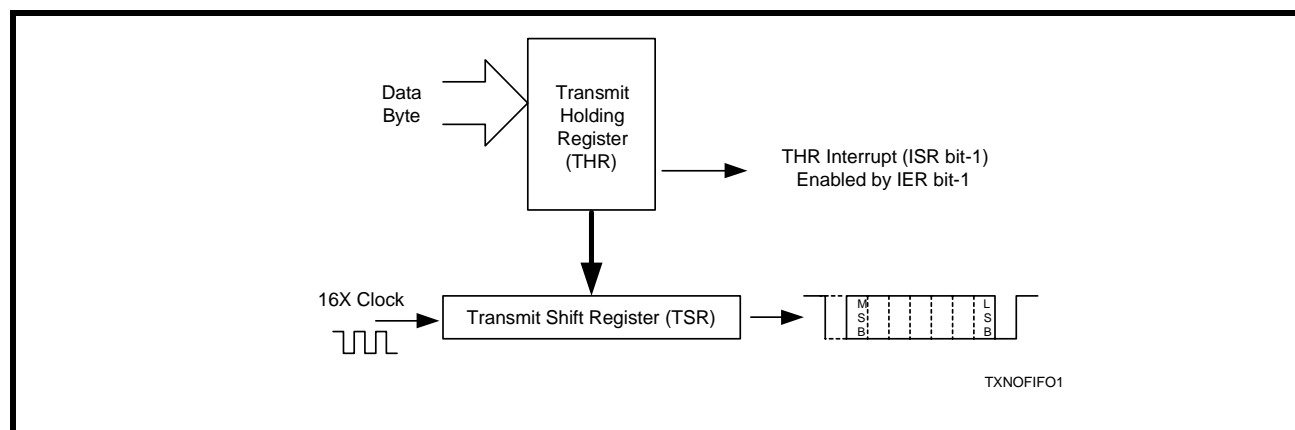 Data
Byte
Transmit
Holding
Register
(THR)
THR Interrupt (ISR bit-1)
Enabled by IER bit-1
16X Clock
Transmit Shift Register (TSR)
M
S
B
L
S
B
TXNOFIFO1